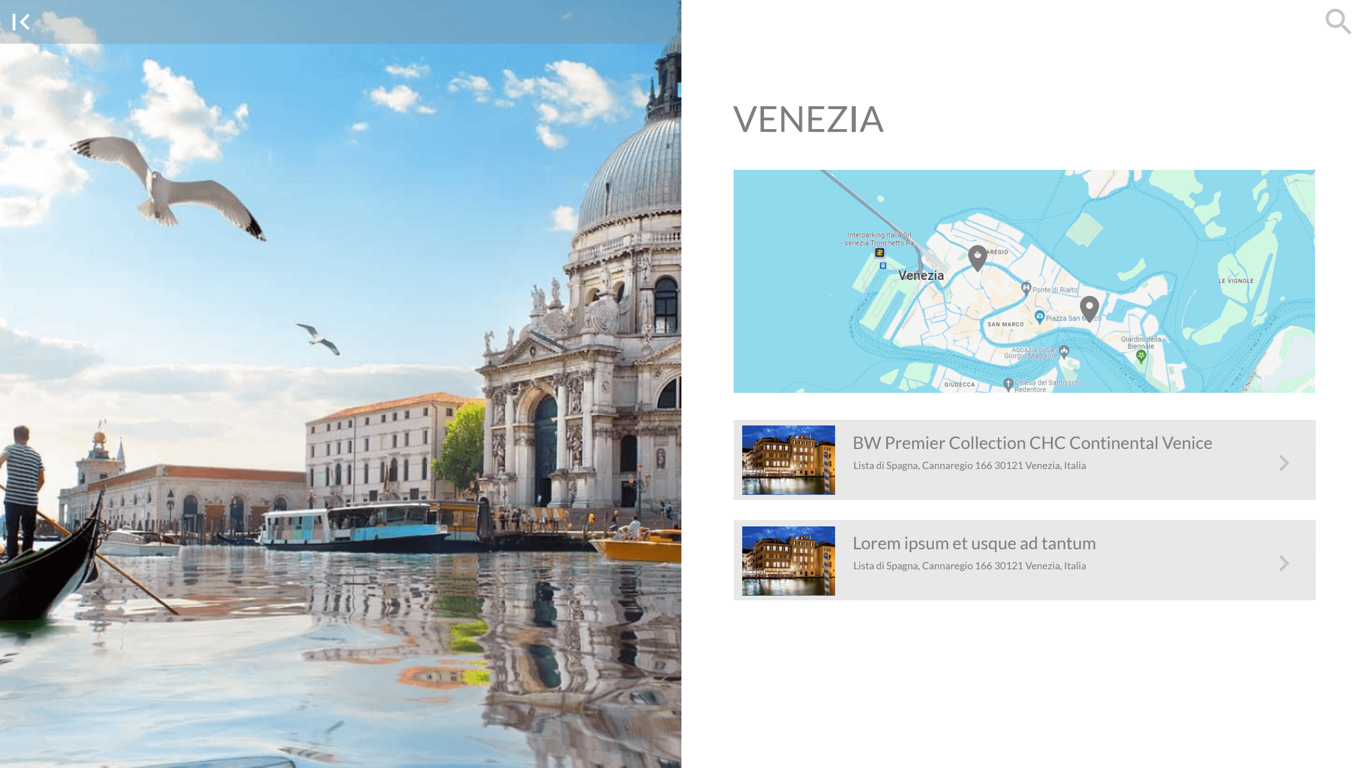 VENEZIA
Interparking Italia Srl
Venezia Tronchetto Pa
Venezia
AREGIO
Ponte di Rialto
LE VIGNOLE
SAN MARCO
Piazza San M
Giardini della
Biennale
Abbazia di San
Giorgio Maggiore
GIUDECCA
Chiesa del Santissimo
Redentore
BW Premier Collection CHC Continental Venice
Lista di Spagna, Cannaregio 166 30121 Venezia, Italia
Lorem ipsum et usque ad tantum
Lista di Spagna, Cannaregio 166 30121 Venezia, Italia